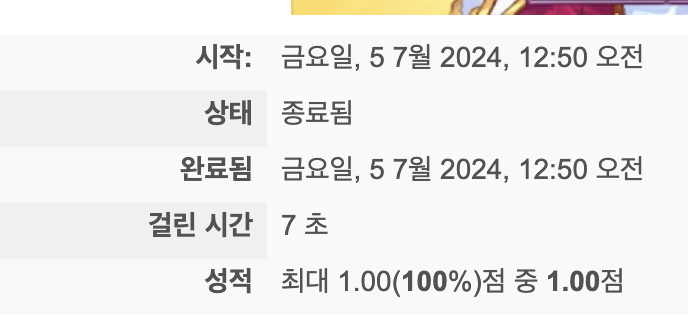 시작: 금요일, 5 7월 2024, 12:50 오전
상태 종료됨
완료됨 금요일, 5 7월 2024, 12:50 오전
걸린 시간 7 초
성적 최대 1.00(100%)점 중 1.00점